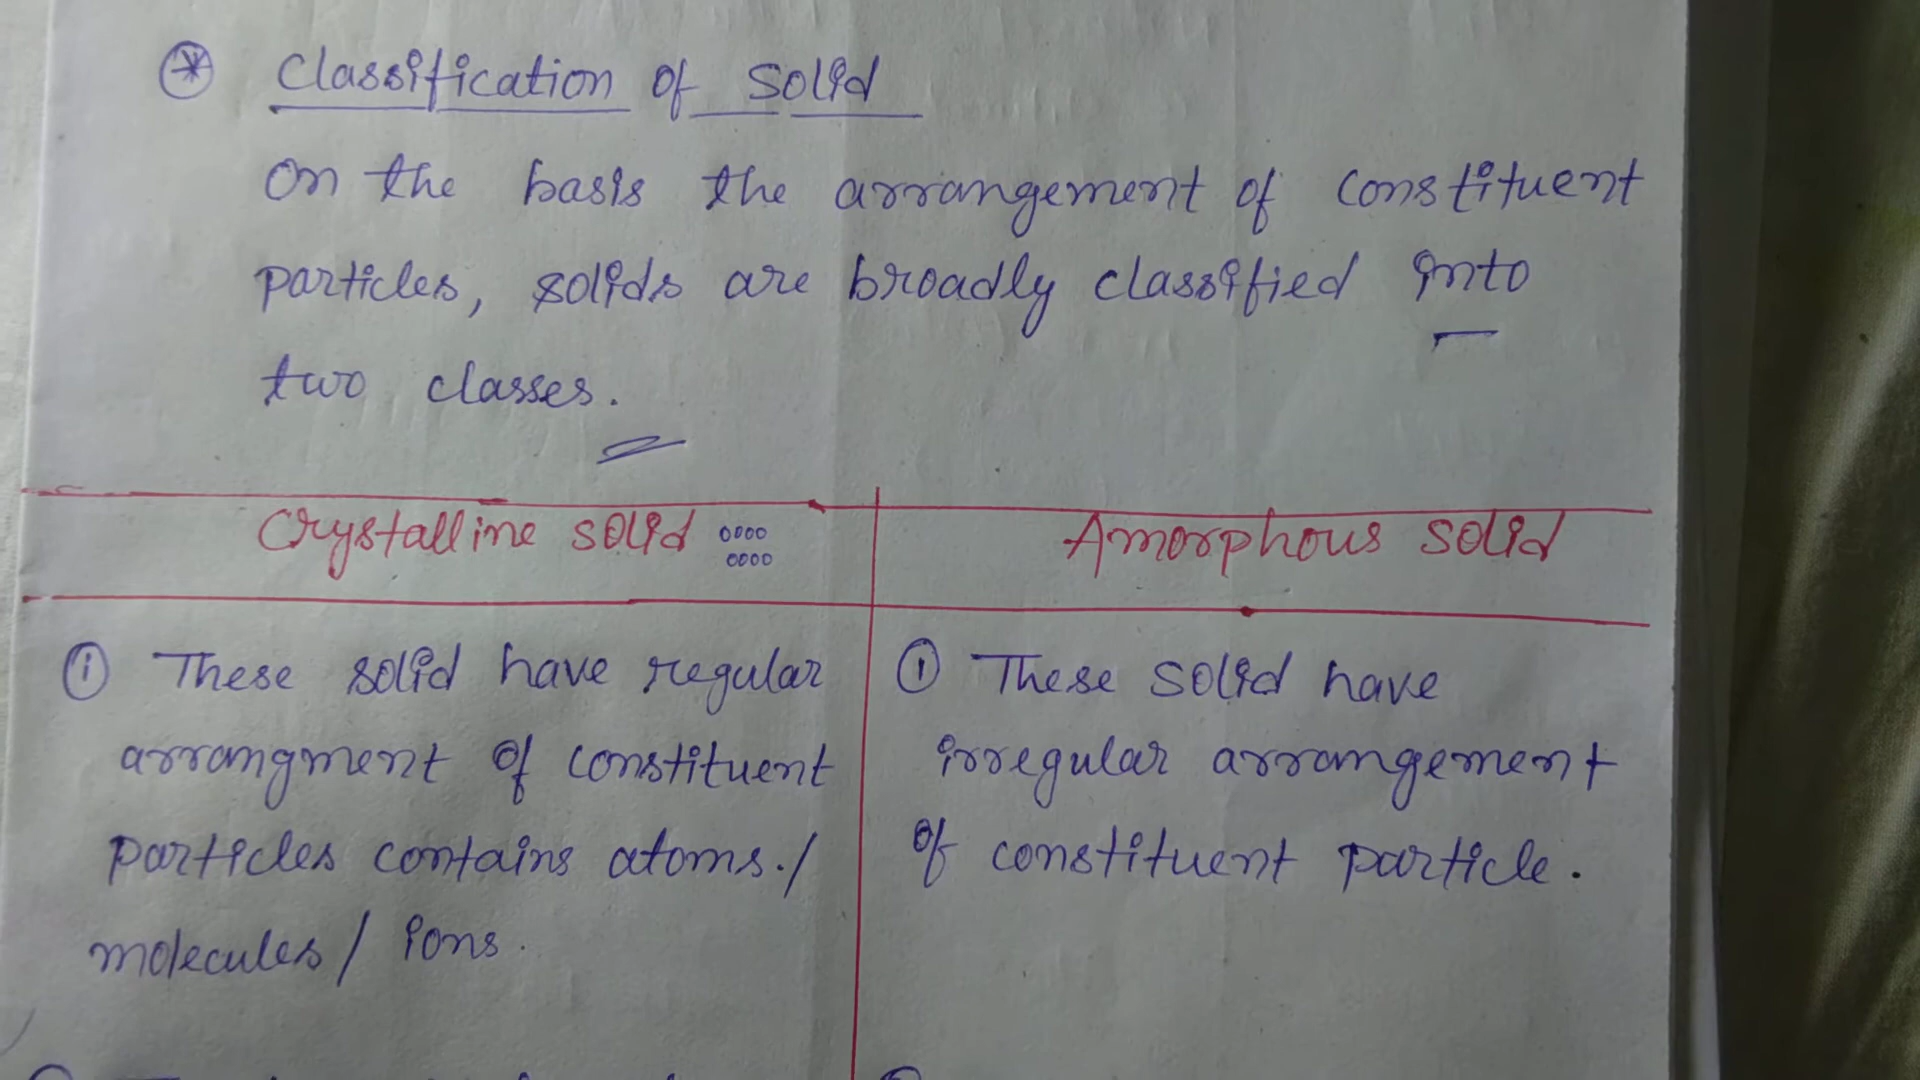 Classification of solid
On the basis the arrangement of constituent
particles, solids are broadly classified into
two classes.
Crystalline solid
Amorphous solid
① These solid have regular
arrangment of constituent
particles contains atoms./
molecules/ ions.
① These solid have
irregular arrangement
of constituent particle.